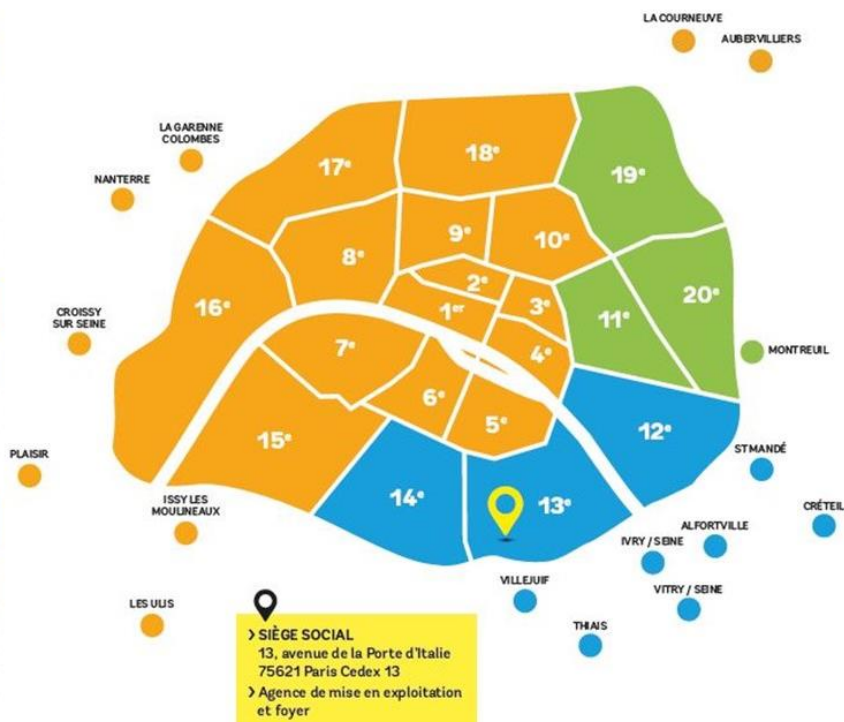 LA COURNEUVE
AUBERVILLIERS
LA GARENNE
COLOMBES
NANTERRE
18e
17e
19e
9e
10e
8e
2e
20e
16e
3e
1er
11e
CROISSY
SUR SEINE
7e
4e
MONTREUIL
6e
5e
12e
15e
PLAISIR
ST MANDÉ
14e
13e
ISSY LES
MOULINEAUX
CRÉTEIL
ALFORTVILLE
IVRY / SEINE
VILLEJUIF
VITRY / SEINE
LES ULIS
THIAIS
› SIÈGE SOCIAL
13, avenue de la Porte d'Italie
75621 Paris Cedex 13
› Agence de mise en exploitation
et foyer